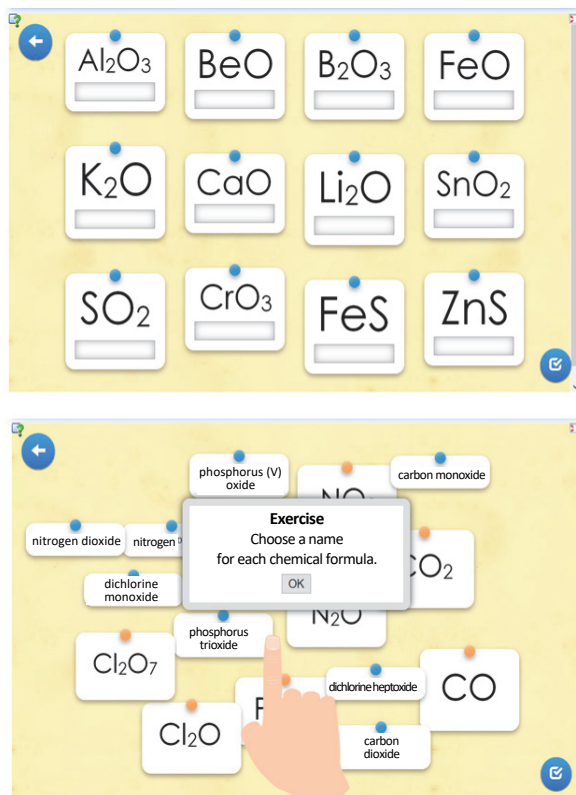 Al₂O₃
BeO
B₂O₃
FeO
K₂O
CaO
Li₂O
SnO₂
SO₂
CrO₃
FeS
ZnS
phosphorus (V)
oxide
carbon monoxide
nitrogen dioxide
nitrogen
Exercise
Choose a name
for each chemical formula.
OK
dichlorine
monoxide
N₂O
phosphorus
trioxide
Cl₂O₇
dichlorine heptoxide
CO
Cl₂O
carbon
dioxide